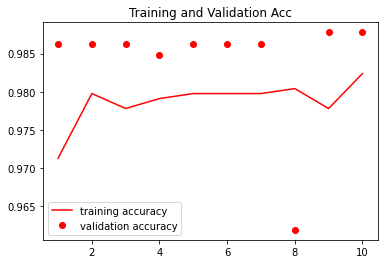 Training and Validation Acc
0.985
0.980
0.975
0.970
0.965
training accuracy
validation accuracy
2 4 6 8 10